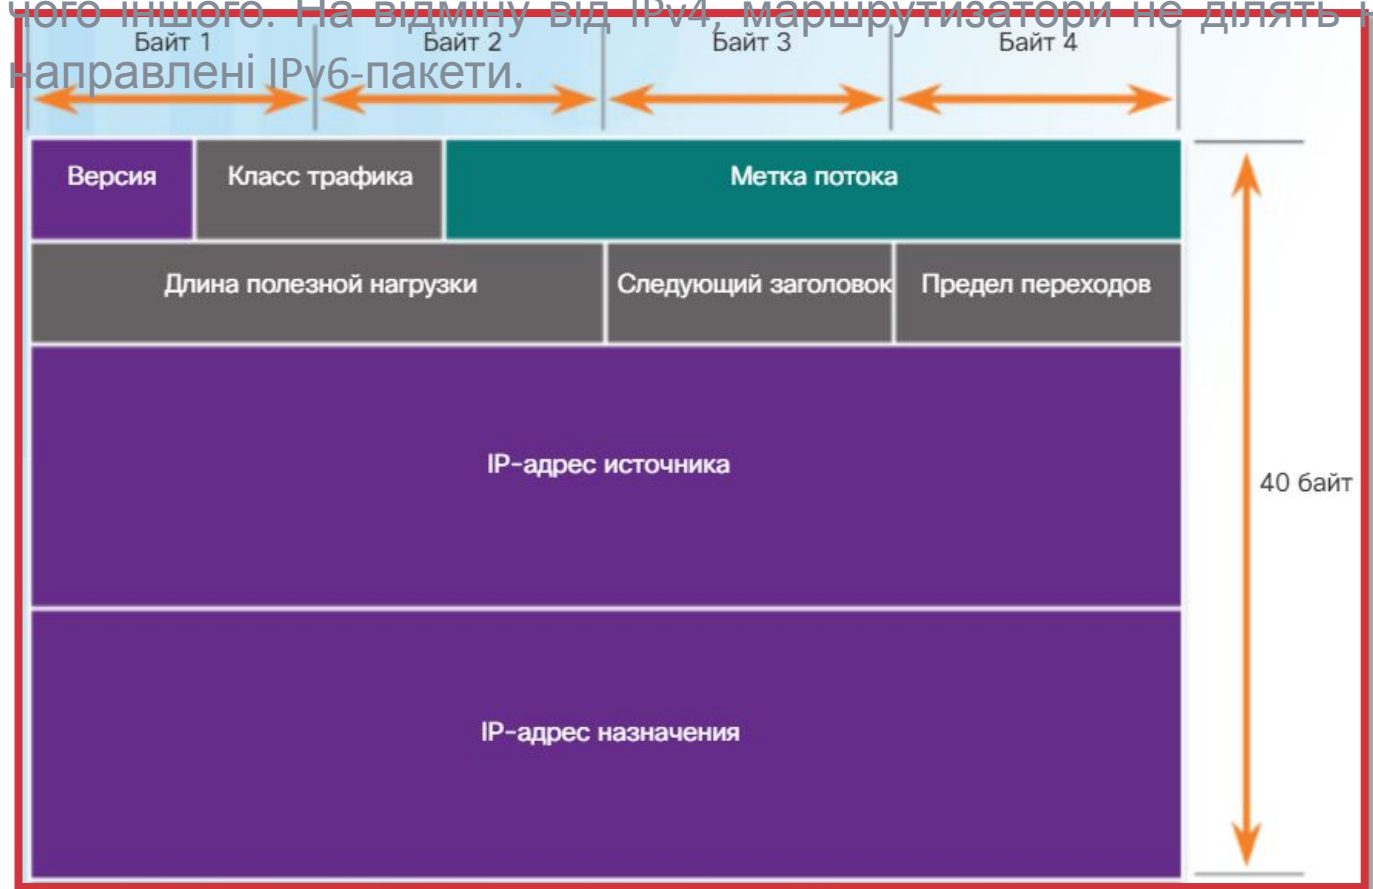 чого іншого. На відміну від IPv4, маршрутизатори не ділять
направлені IPv6-пакети.
Байт 1 Байт 2 Байт 3 Байт 4
Версия Класс трафика Метка потока
Длина полезной нагрузки Следующий заголовок Предел переходов
IP-адрес источника
40 байт
IP-адрес назначения